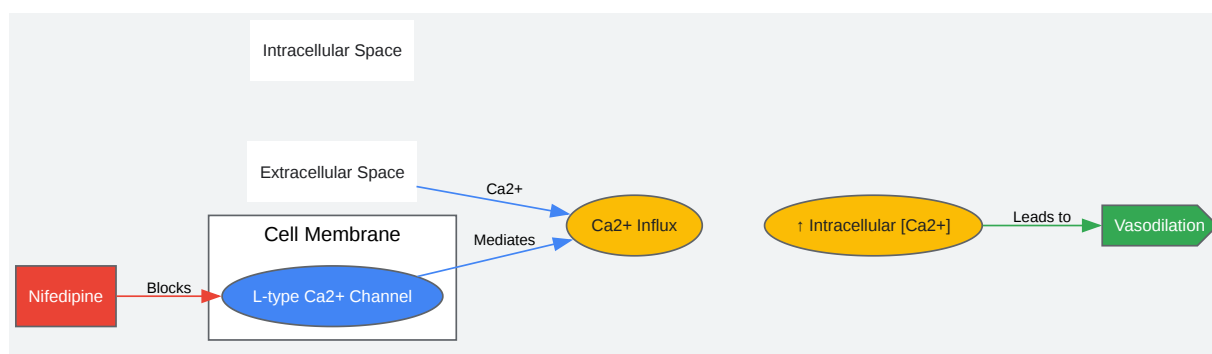 Intracellular Space
Extracellular Space
Ca2+
Cell Membrane
Mediates
Ca2+ Influx
↑ Intracellular [Ca2+]
Leads to
Vasodilation
Nifedipine
Blocks
L-type Ca2+ Channel